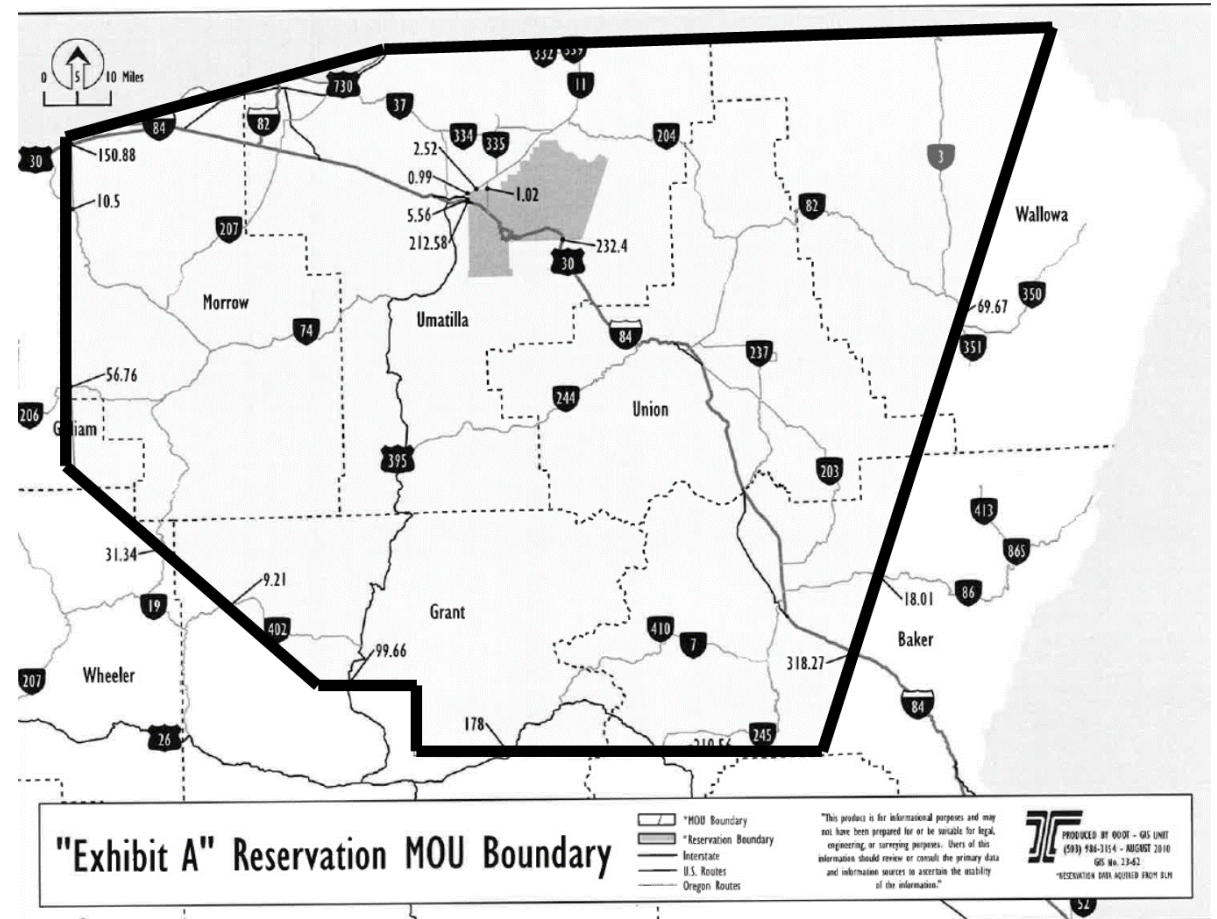 332
339
0 5 10 Miles
730
11
37
84
82
334
335
204
30
150.88
2.52
3
0.99
1.02
10.5
82
5.56
Wallowa
207
212.58
232.4
30
350
Morrow
69.67
Umatilla
74
84
351
237
56.76
244
206
Union
395
203
413
31.34
865
9.21
18.01
86
19
Grant
402
410
7
Baker
99.66
318.27
207
Wheeler
84
178
26
245
"Exhibit A" Reservation MOU Boundary
*MOU Boundary
*Reservation Boundary
Interstate
U.S. Routes
Oregon Routes
"This product is for informational purposes and may
not have been prepared for or be suitable for legal,
engineering, or surveying purposes. Users of this
information should review or consult the primary data
and information sources to ascertain the usability
of the information."
PRODUCED BY ODOT - GIS UNIT
(503) 986-3154 - AUGUST 2010
GIS No. 23-62
*RESERVATION DATA AQUIRED FROM BLM
52